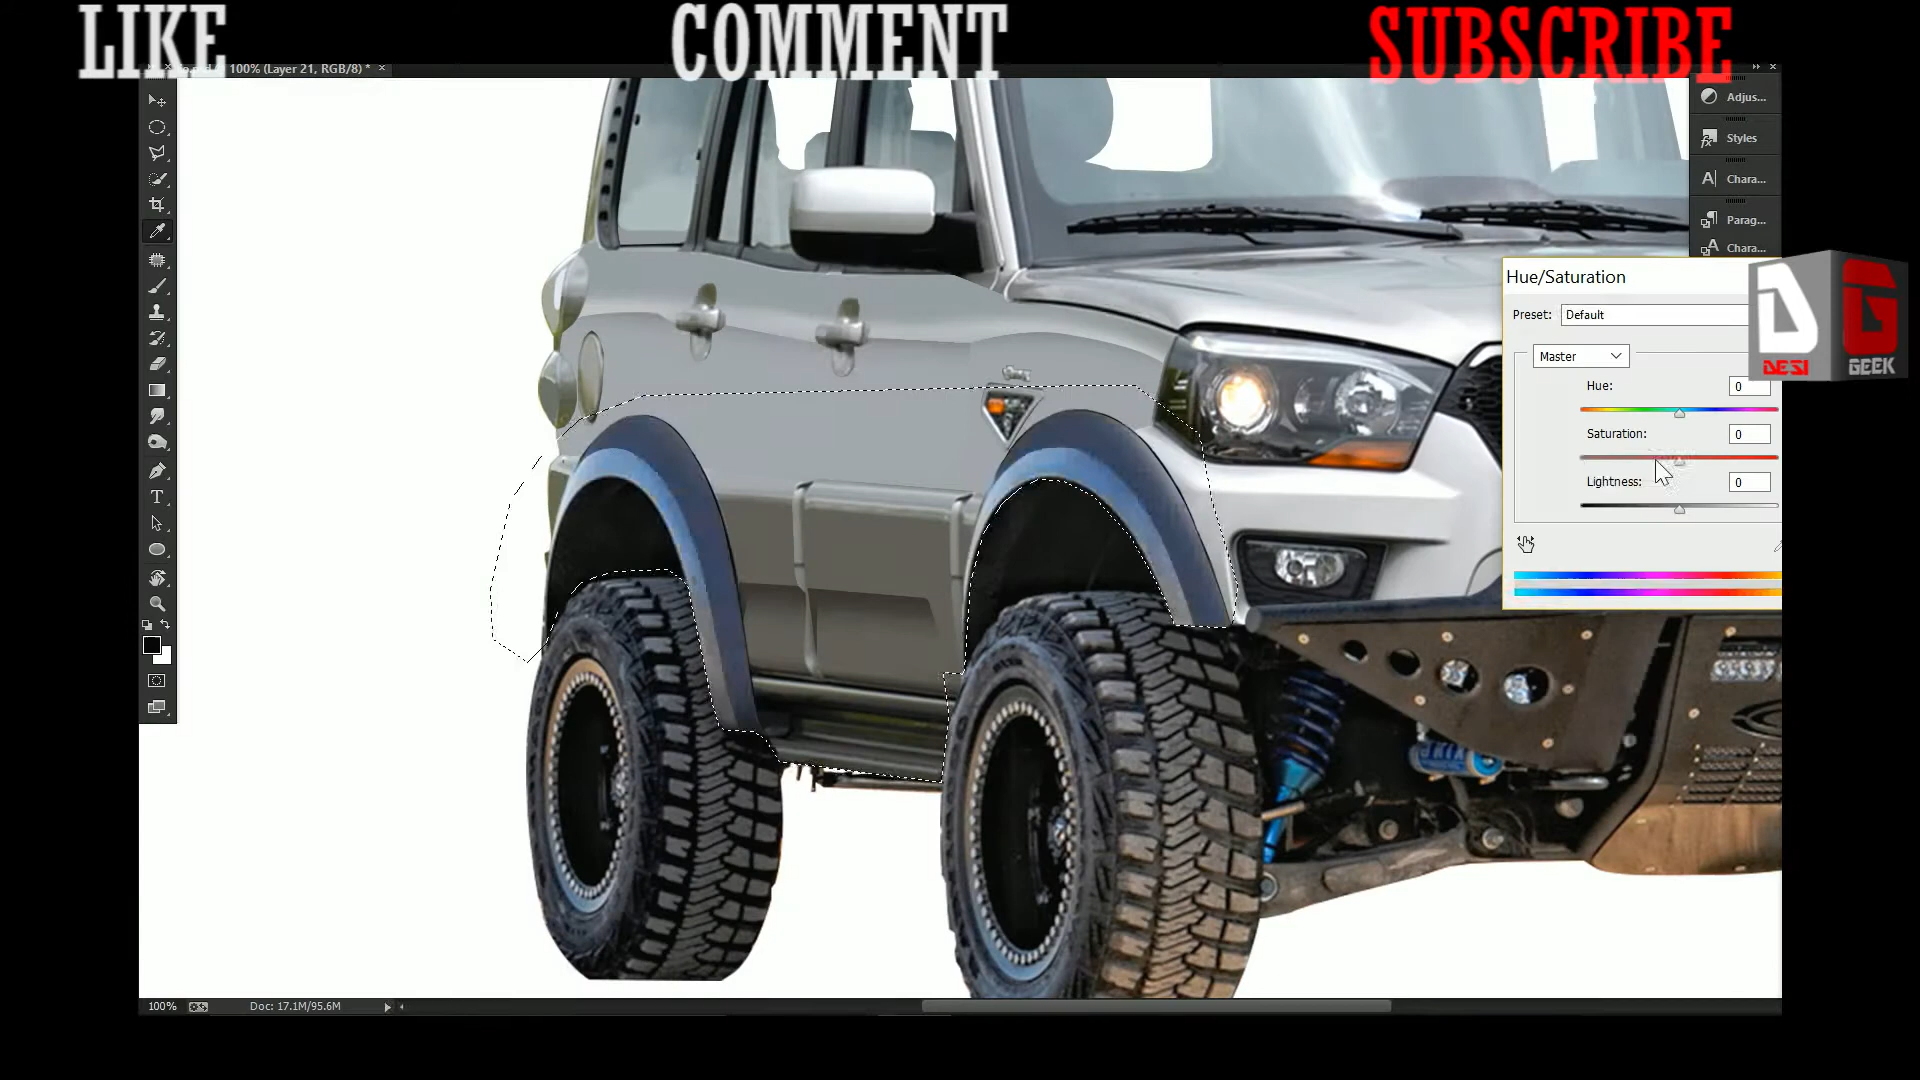 LIKE
COMMENT
SUBSCRIBE
100% (Layer 21, RGB/8) *
Adjus...
Styles
Chara...
Parag...
Chara...
Hue/Saturation
Preset: Default
Master
Hue: 0
Saturation: 0
Lightness: 0
DG
DESI GEEK
100%
Doc: 17.1M/95.6M